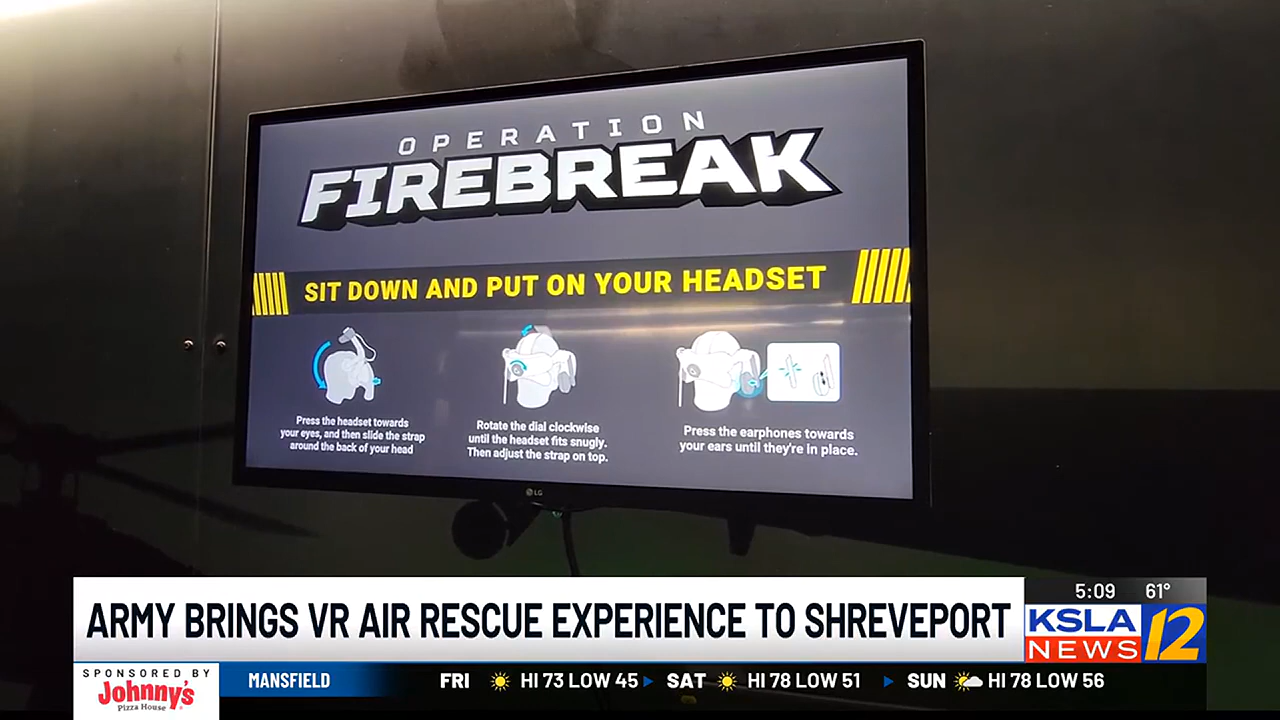 OPERATION
FIREBREAK
SIT DOWN AND PUT ON YOUR HEADSET
Press the headset towards
your eyes, and then slide the strap
around the back of your head
Rotate the dial clockwise
until the headset fits snugly.
Then adjust the strap on top.
Press the earphones towards
your ears until they're in place.
LG
ARMY BRINGS VR AIR RESCUE EXPERIENCE TO SHREVEPORT
5:09 61°
KSLA
NEWS 12
SPONSORED BY
Johnny's
Pizza House
MANSFIELD FRI HI 73 LOW 45 SAT HI 78 LOW 51 SUN HI 78 LOW 56